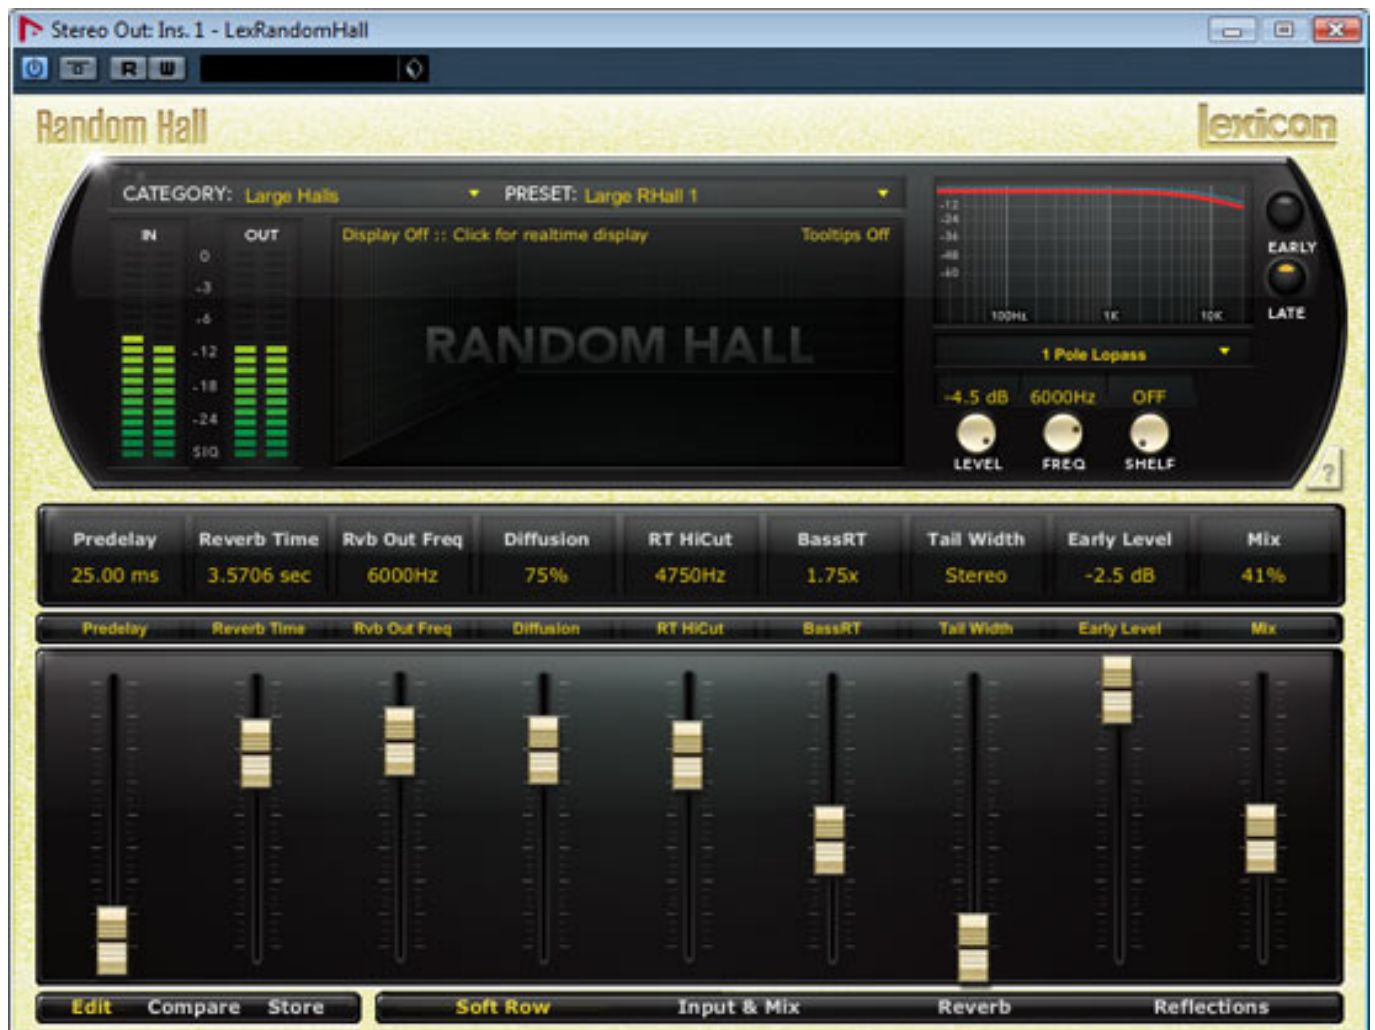 Stereo Out: Ins. 1 - LexRandomHall
R W
Random Hall
lexicon
CATEGORY: Large Halls PRESET: Large RHall 1
IN OUT
0
-3
-6
-12
-18
-24
SIG
Display Off :: Click for realtime display Tooltips Off
RANDOM HALL
-12
-24
-36
-48
-60
100Hz 1K 10K
EARLY
LATE
1 Pole Lopass
-4.5 dB 6000Hz OFF
LEVEL FREQ SHELF
?
Predelay Reverb Time Rvb Out Freq Diffusion RT HiCut BassRT Tail Width Early Level Mix
25.00 ms 3.5706 sec 6000Hz 75% 4750Hz 1.75x Stereo -2.5 dB 41%
Predelay Reverb Time Rvb Out Freq Diffusion RT HiCut BassRT Tail Width Early Level Mix
Edit Compare Store Soft Row Input & Mix Reverb Reflections